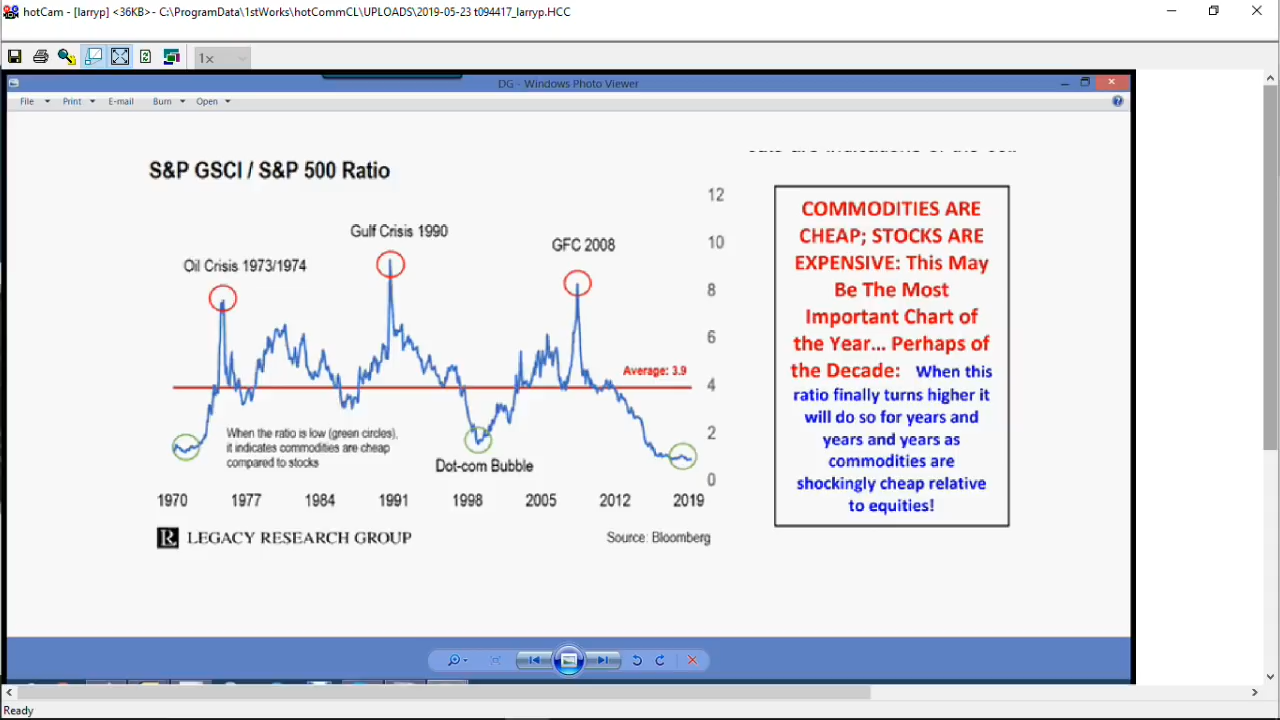 hotCam - [larryp] <36KB>- C:\ProgramData\1stWorks\hotCommCL\UPLOADS\2019-05-23 t094417_larryp.HCC
1x
DG - Windows Photo Viewer
File Print E-mail Burn Open
S&P GSCI / S&P 500 Ratio
12
10
8
6
4
2
0
Gulf Crisis 1990
GFC 2008
Oil Crisis 1973/1974
Average: 3.9
When the ratio is low (green circles),
it indicates commodities are cheap
compared to stocks
Dot-com Bubble
1970 1977 1984 1991 1998 2005 2012 2019
R LEGACY RESEARCH GROUP
Source: Bloomberg
COMMODITIES ARE
CHEAP; STOCKS ARE
EXPENSIVE: This May
Be The Most
Important Chart of
the Year... Perhaps of
the Decade: When this
ratio finally turns higher it
will do so for years and
years and years as
commodities are
shockingly cheap relative
to equities!
Ready